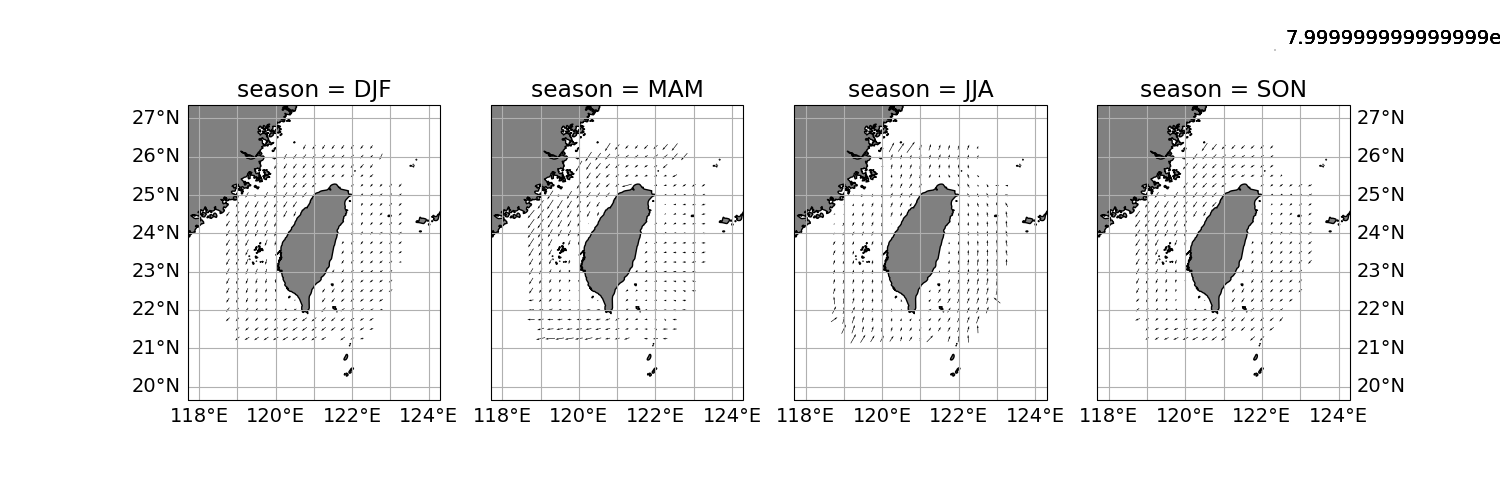 7.999999999999999e
season = DJF season = MAM season = JJA season = SON
27°N 27°N
26°N 26°N
25°N 25°N
24°N 24°N
23°N 23°N
22°N 22°N
21°N 21°N
20°N 20°N
118°E 120°E 122°E 124°E 118°E 120°E 122°E 124°E 118°E 120°E 122°E 124°E 118°E 120°E 122°E 124°E